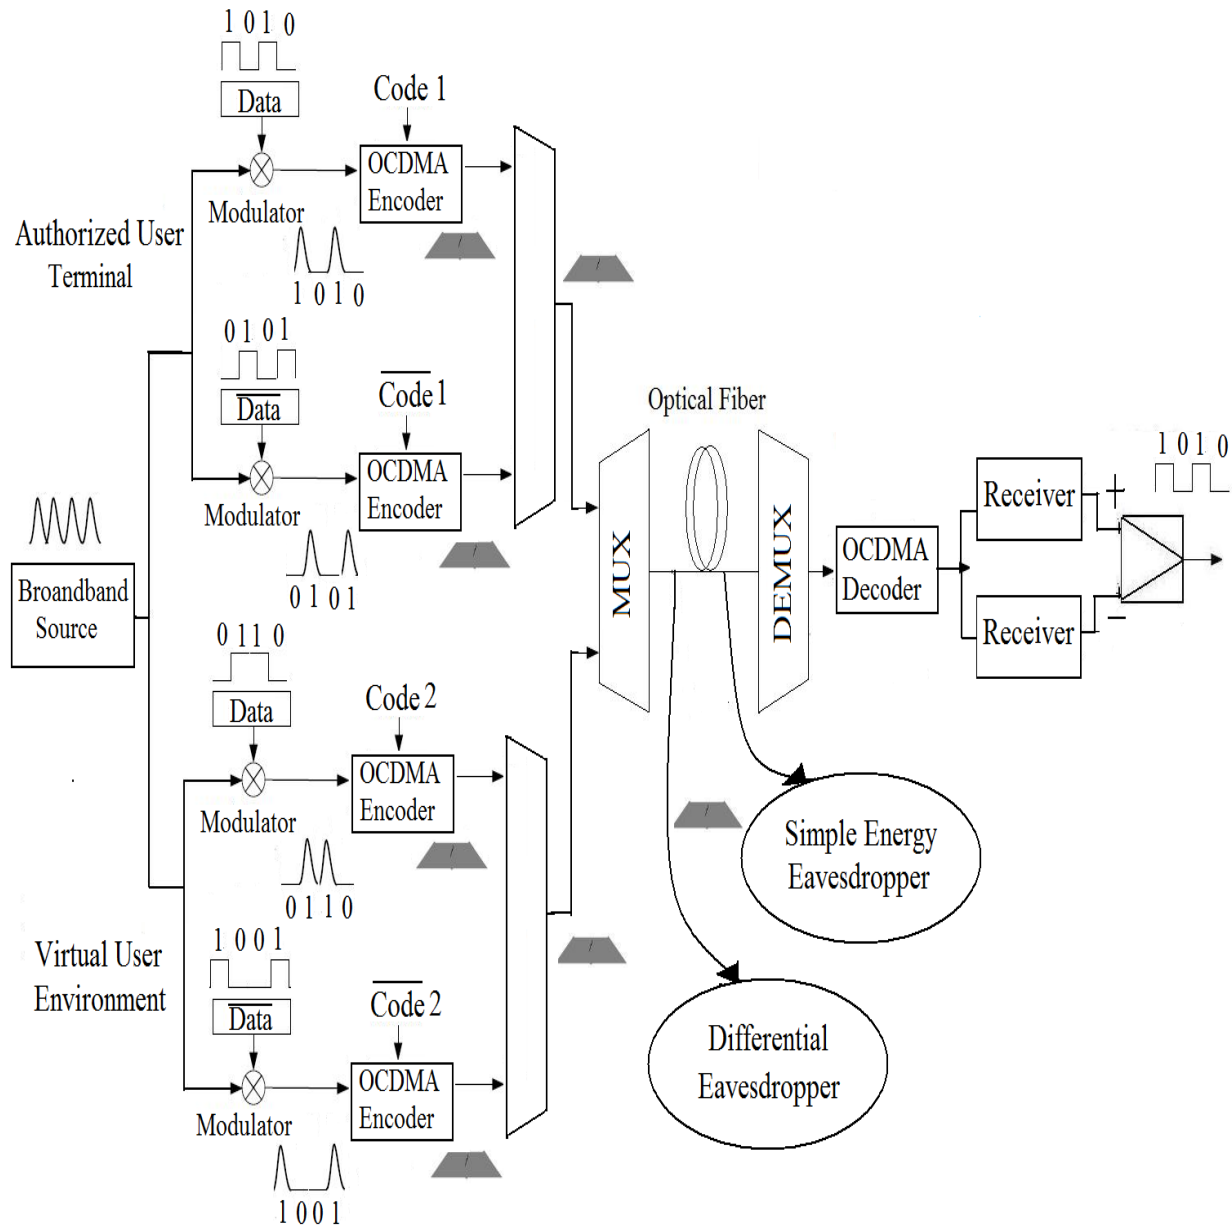 1 0 1 0
Data
Modulator
1 0 1 0
Code 1
OCDMA
Encoder
Authorized User
Terminal
0 1 0 1
Data
Modulator
0 1 0 1
Code 1
OCDMA
Encoder
Broandband
Source
0 1 1 0
Data
Modulator
0 1 1 0
Code 2
OCDMA
Encoder
Virtual User
Environment
1 0 0 1
Data
Modulator
1 0 0 1
Code 2
OCDMA
Encoder
MUX
Optical Fiber
DEMUX
OCDMA
Decoder
Receiver
Receiver
+
−
1 0 1 0
Simple Energy
Eavesdropper
Differential
Eavesdropper